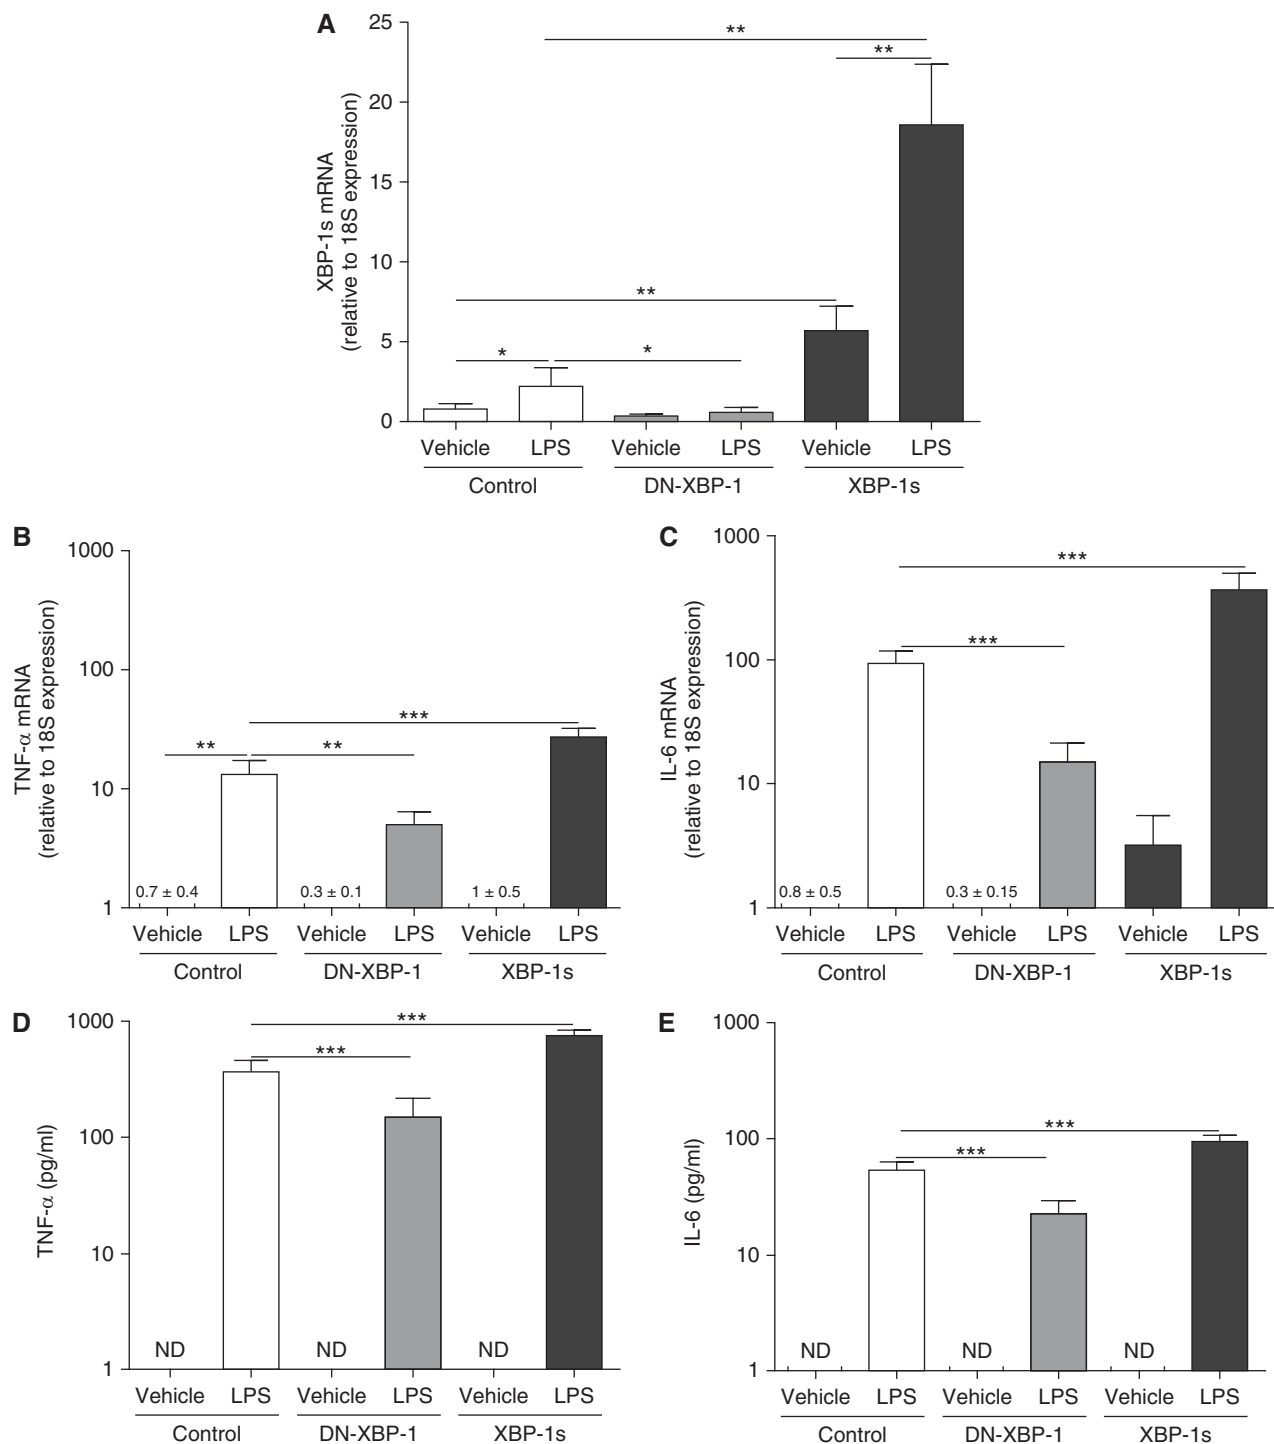 A
25
20
15
10
5
0
XBP-1s mRNA
(relative to 18S expression)
**
**
**
*
*
Vehicle LPS Vehicle LPS Vehicle LPS
Control DN-XBP-1 XBP-1s
B
1000
100
10
1
TNF-α mRNA
(relative to 18S expression)
***
** **
0.7 ± 0.4 0.3 ± 0.1 1 ± 0.5
Vehicle LPS Vehicle LPS Vehicle LPS
Control DN-XBP-1 XBP-1s
C
1000
100
10
1
IL-6 mRNA
(relative to 18S expression)
***
***
0.8 ± 0.5 0.3 ± 0.15
Vehicle LPS Vehicle LPS Vehicle LPS
Control DN-XBP-1 XBP-1s
D
1000
100
10
1
TNF-α (pg/ml)
***
***
ND ND ND
Vehicle LPS Vehicle LPS Vehicle LPS
Control DN-XBP-1 XBP-1s
E
1000
100
10
1
IL-6 (pg/ml)
***
***
ND ND ND
Vehicle LPS Vehicle LPS Vehicle LPS
Control DN-XBP-1 XBP-1s